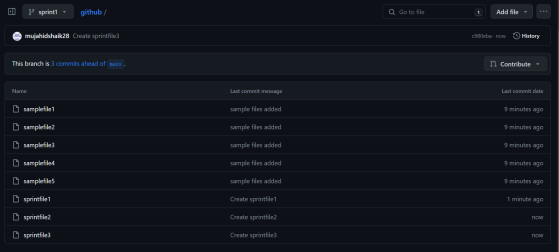 sprint1 github / Go to file t Add file
mujahidshaik28 Create sprintfile3 now History
This branch is 3 commits ahead of main. Contribute
Name Last commit message Last commit date
samplefile1 sample files added 9 minutes ago
samplefile2 sample files added 9 minutes ago
samplefile3 sample files added 9 minutes ago
samplefile4 sample files added 9 minutes ago
samplefile5 sample files added 9 minutes ago
sprintfile1 Create sprintfile1 1 minute ago
sprintfile2 Create sprintfile2 now
sprintfile3 Create sprintfile3 now